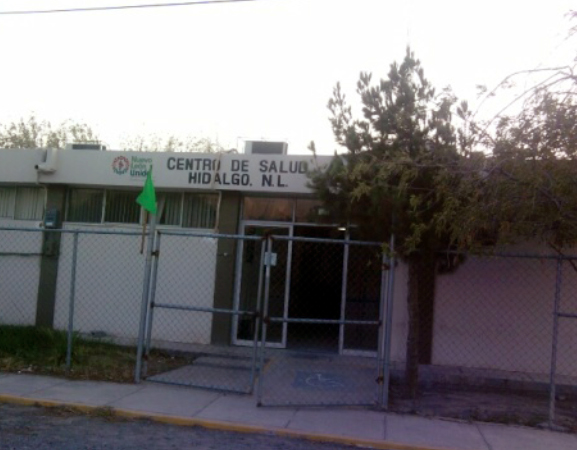 Nuevo
León
Unido
CENTRO DE SALUD
HIDALGO. N.L.